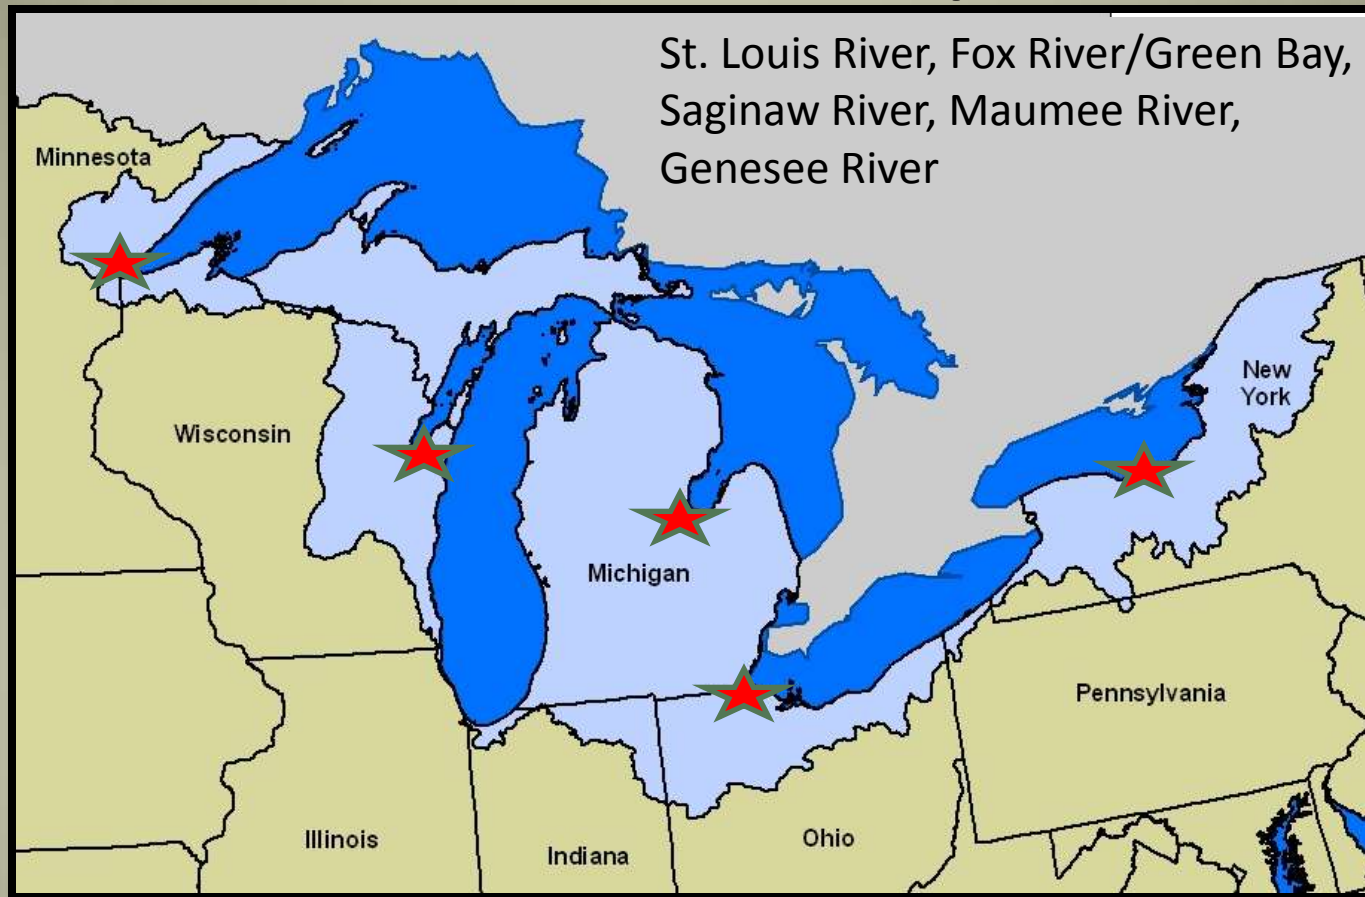 St. Louis River, Fox River/Green Bay,
Saginaw River, Maumee River,
Genesee River
Minnesota
New
York
Wisconsin
Michigan
Pennsylvania
Illinois
Indiana
Ohio